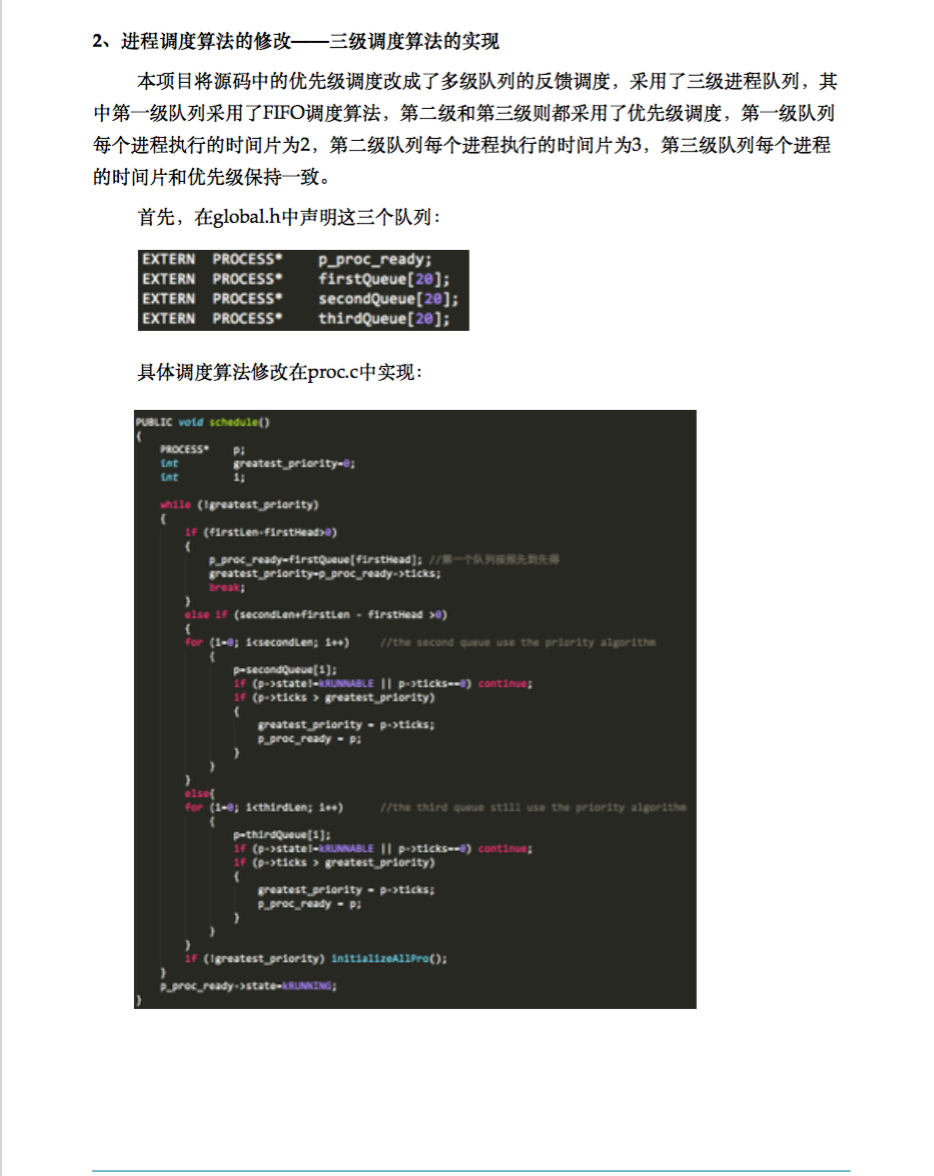 2、进程调度算法的修改——三级调度算法的实现
本项目将源码中的优先级调度改成了多级队列的反馈调度，采用了三级进程队列，其
中第一级队列采用了FIFO调度算法，第二级和第三级则都采用了优先级调度，第一级队列
每个进程执行的时间片为2，第二级队列每个进程执行的时间片为3，第三级队列每个进程
的时间片和优先级保持一致。
首先，在global.h中声明这三个队列：
EXTERN PROCESS* p_proc_ready;
EXTERN PROCESS* firstQueue[20];
EXTERN PROCESS* secondQueue[20];
EXTERN PROCESS* thirdQueue[20];
具体调度算法修改在proc.c中实现：
PUBLIC void schedule()
{
PROCESS* p;
int greatest_priority=0;
int i;
while (!greatest_priority)
{
if (firstLen-firstHead>0)
{
p_proc_ready=firstQueue[firstHead]; //第一个队列按照先到先得
greatest_priority=p_proc_ready->ticks;
break;
}
else if (secondLen+firstLen - firstHead >0)
{
for (i=0; i<secondLen; i++) //the second queue use the priority algorithm
{
p=secondQueue[i];
if (p->state!=kRUNNABLE || p->ticks==0) continue;
if (p->ticks > greatest_priority)
{
greatest_priority = p->ticks;
p_proc_ready = p;
}
}
}
else{
for (i=0; i<thirdLen; i++) //the third queue still use the priority algorithm
{
p=thirdQueue[i];
if (p->state!=kRUNNABLE || p->ticks==0) continue;
if (p->ticks > greatest_priority)
{
greatest_priority = p->ticks;
p_proc_ready = p;
}
}
}
if (!greatest_priority) initializeAllPro();
}
p_proc_ready->state=kRUNNING;
}